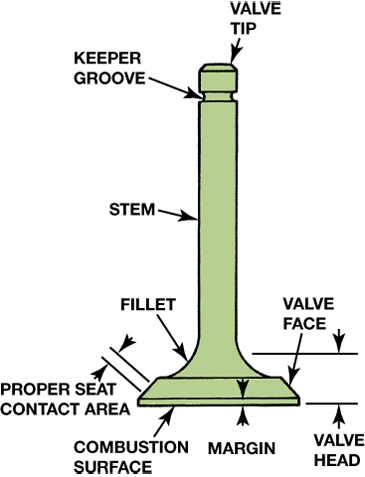 VALVE
TIP
KEEPER
GROOVE
STEM
FILLET
VALVE
FACE
PROPER SEAT
CONTACT AREA
COMBUSTION
SURFACE
MARGIN
VALVE
HEAD